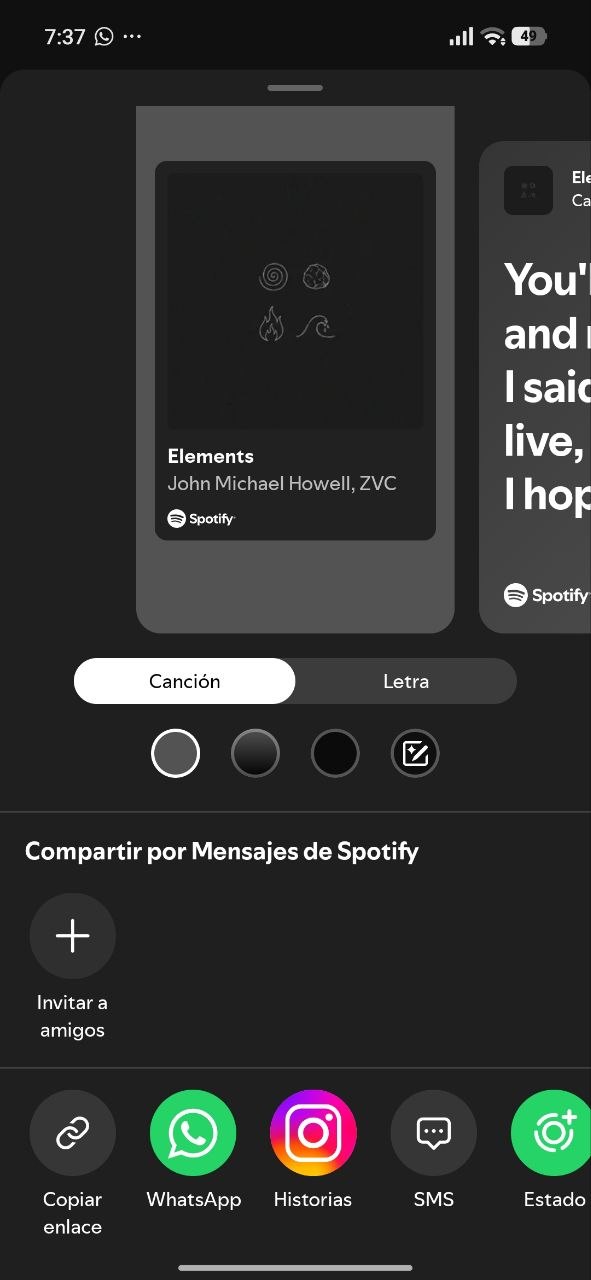 7:37
49
Elements
John Michael Howell, ZVC
Spotify
You'l
and
I said
live,
I hop
Spotify
Canción
Letra
Compartir por Mensajes de Spotify
Invitar a
amigos
Copiar
enlace
WhatsApp
Historias
SMS
Estado